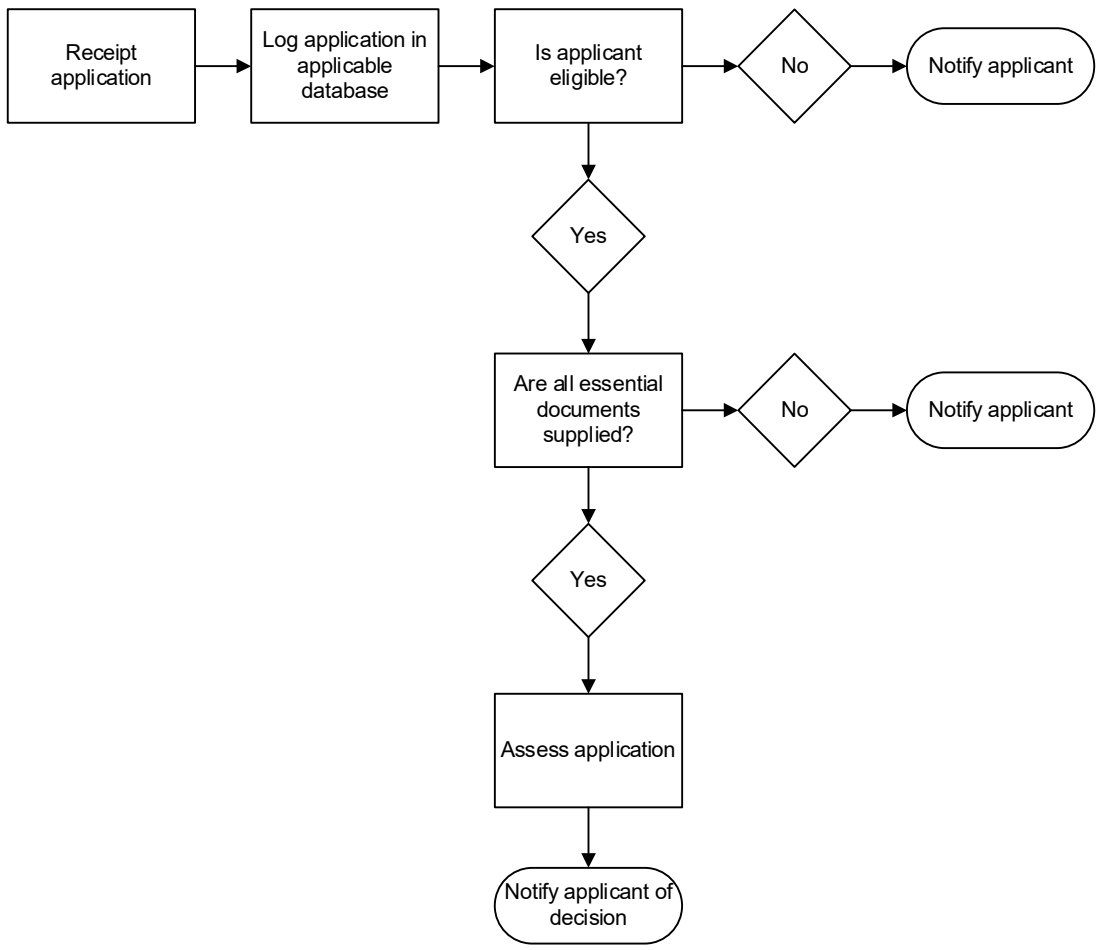 Receipt
application
Log application in
applicable
database
Is applicant
eligible?
No
Notify applicant
Yes
Are all essential
documents
supplied?
No
Notify applicant
Yes
Assess application
Notify applicant of
decision